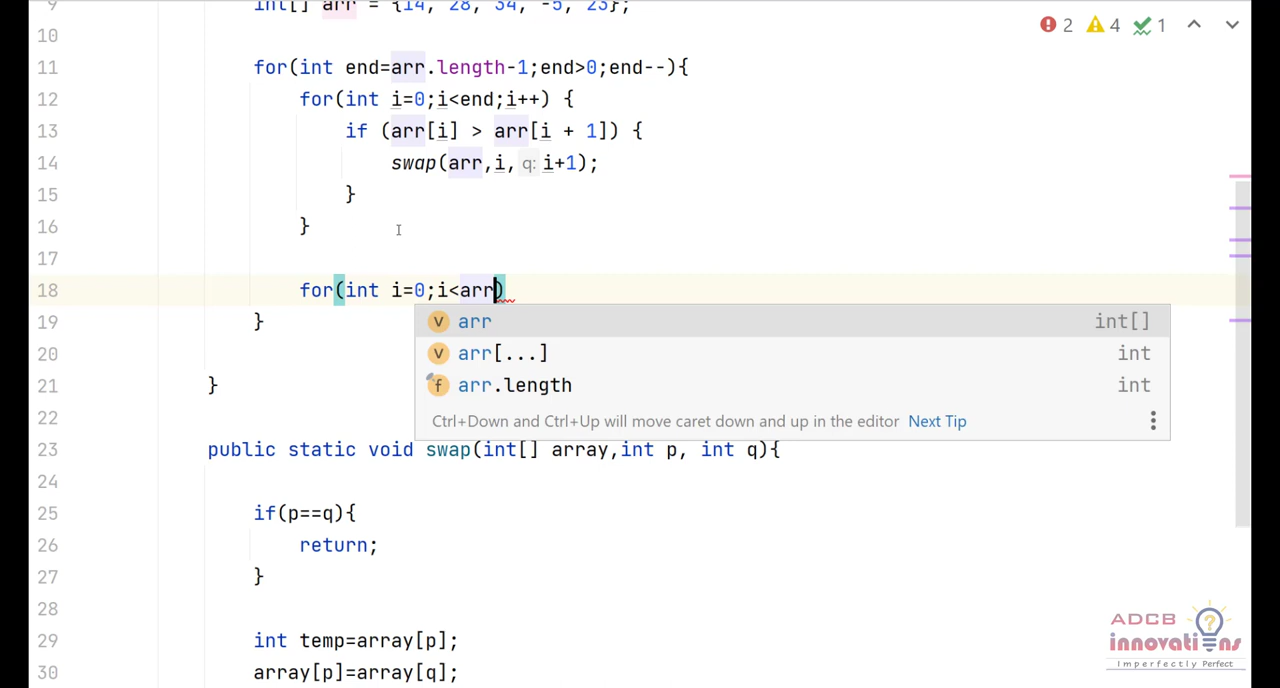 9 int[] arr = {14, 28, 34, -5, 23};
10 2 4 1
11 for(int end=arr.length-1;end>0;end--){
12 for(int i=0;i<end;i++) {
13 if (arr[i] > arr[i + 1]) {
14 swap(arr,i, q: i+1);
15 }
16 }
17
18 for(int i=0;i<arr)
19 }
arr int[]
20
arr[...] int
21 }
arr.length int
22
Ctrl+Down and Ctrl+Up will move caret down and up in the editor Next Tip
23 public static void swap(int[] array,int p, int q){
24
25 if(p==q){
26 return;
27 }
28
29 int temp=array[p];
30 array[p]=array[q];
ADCB
innovations
Imperfectly Perfect